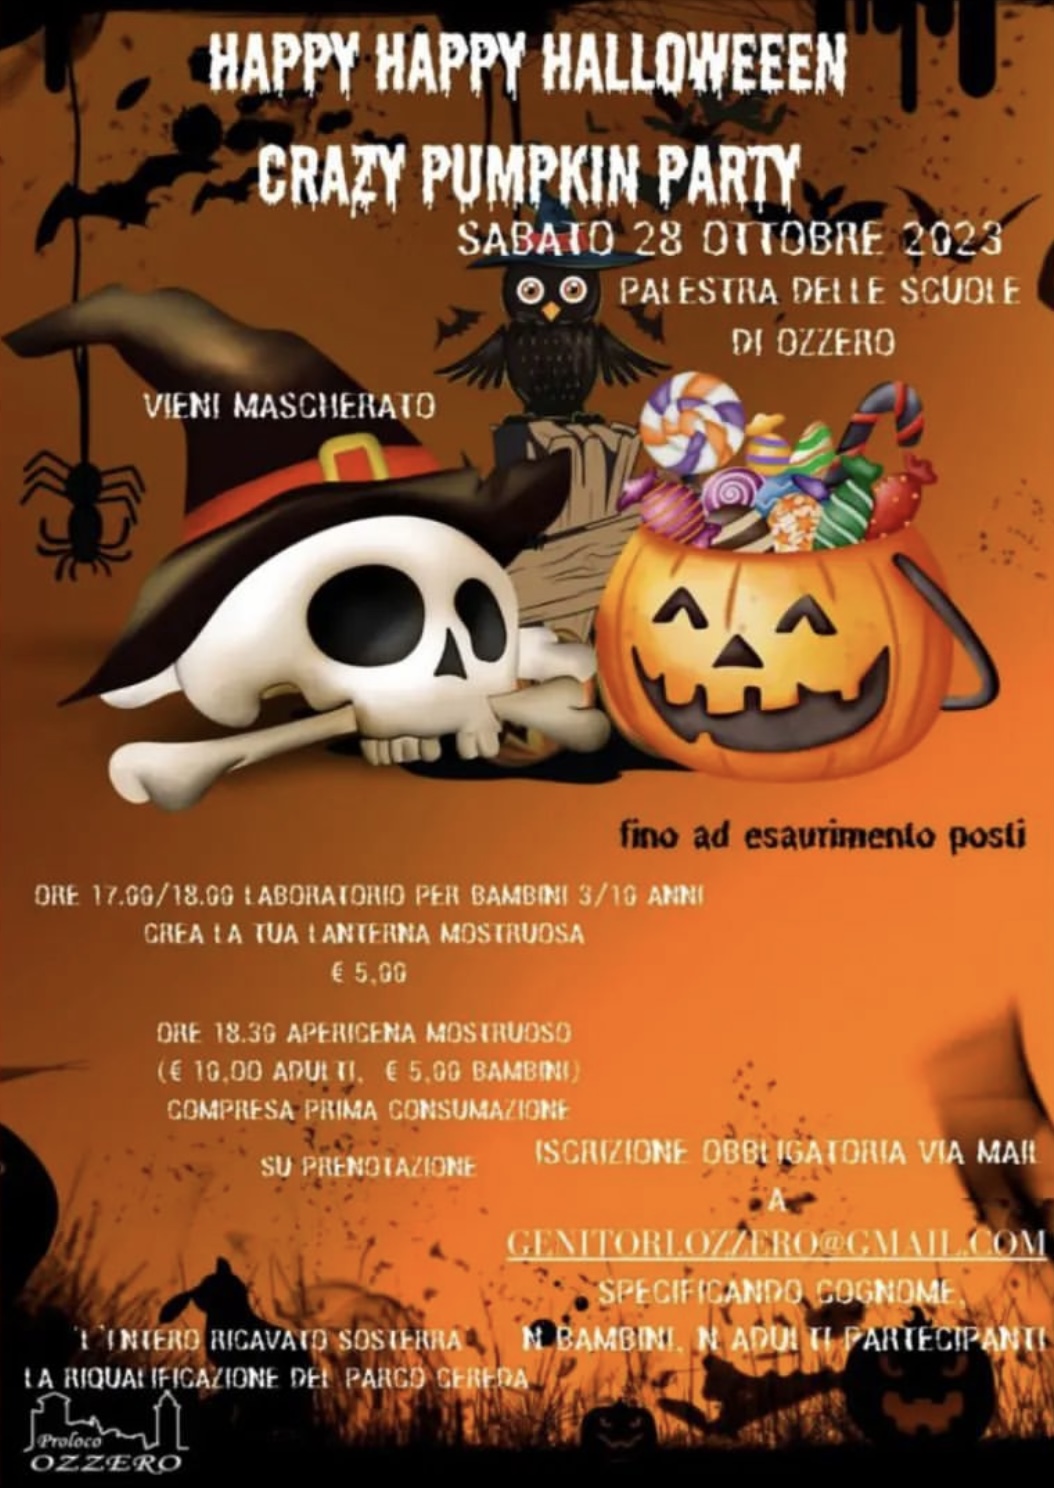 HAPPY HAPPY HALLOWEEEN
CRAZY PUMPKIN PARTY
SABATO 28 OTTOBRE 2023
PALESTRA DELLE SCUOLE
DI OZZERO
VIENI MASCHERATO
fino ad esaurimento posti
ORE 17.00/18.00 LABORATORIO PER BAMBINI 3/10 ANNI
CREA LA TUA LANTERNA MOSTRUOSA
€ 5,00
ORE 18.30 APERICENA MOSTRUOSO
(€ 10,00 ADULTI, € 5,00 BAMBINI)
COMPRESA PRIMA CONSUMAZIONE
SU PRENOTAZIONE
ISCRIZIONE OBBLIGATORIA VIA MAIL
A
GENITORI.OZZERO@GMAIL.COM
SPECIFICANDO COGNOME,
N BAMBINI, N ADULTI PARTECIPANTI
L'INTERO RICAVATO SOSTERRA'
LA RIQUALIFICAZIONE DEL PARCO CEREDA
Proloco
OZZERO